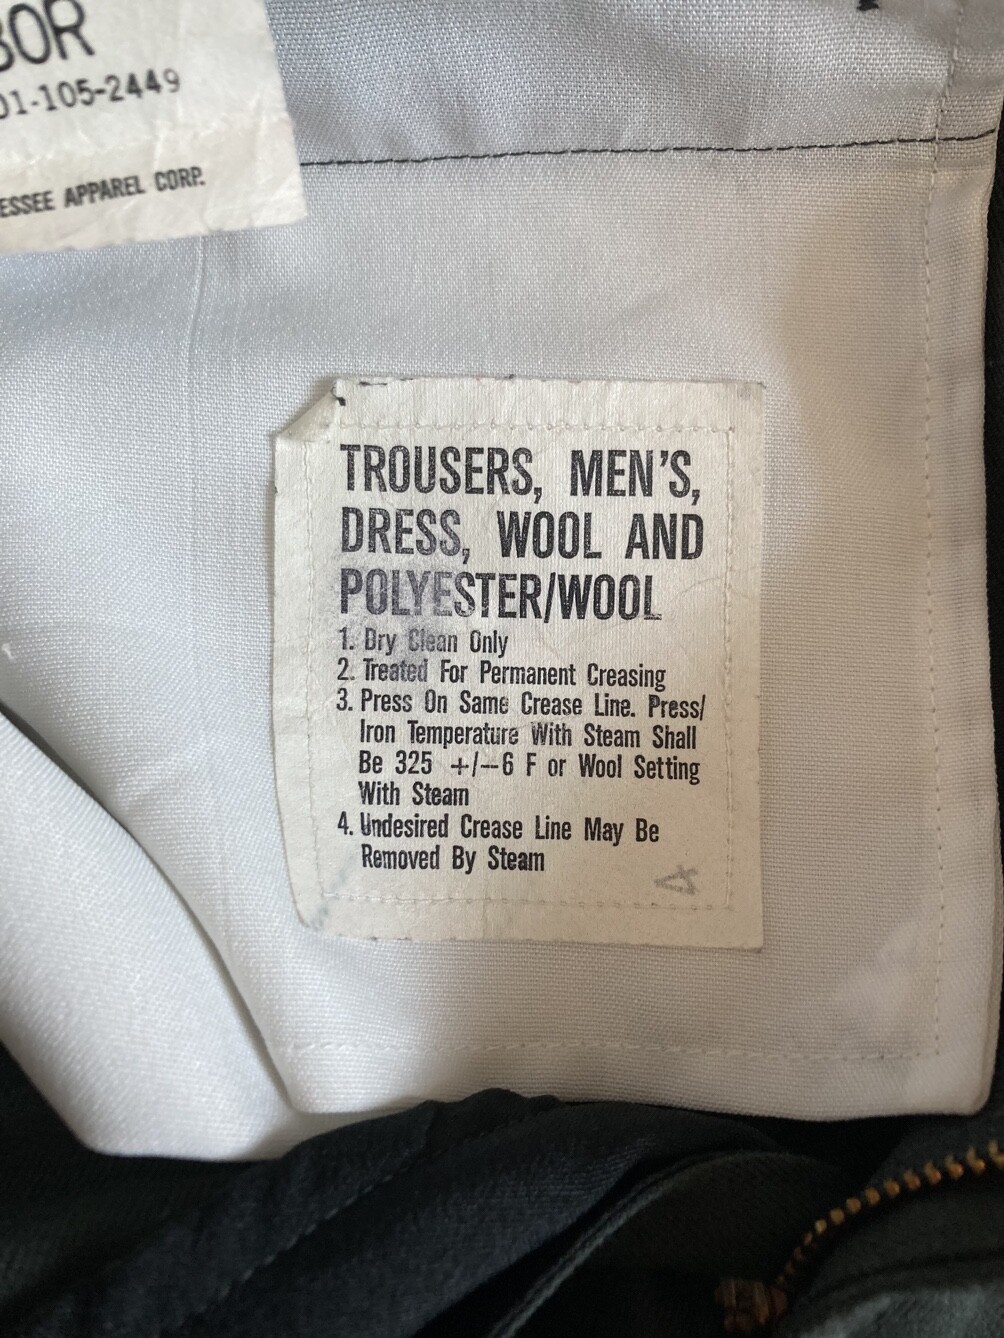 BOR
01-105-2449
ESSEE APPAREL CORP.
TROUSERS, MEN'S,
DRESS, WOOL AND
POLYESTER/WOOL
1. Dry Clean Only
2. Treated For Permanent Creasing
3. Press On Same Crease Line. Press/
Iron Temperature With Steam Shall
Be 325 +/-6 F or Wool Setting
With Steam
4. Undesired Crease Line May Be
Removed By Steam
4